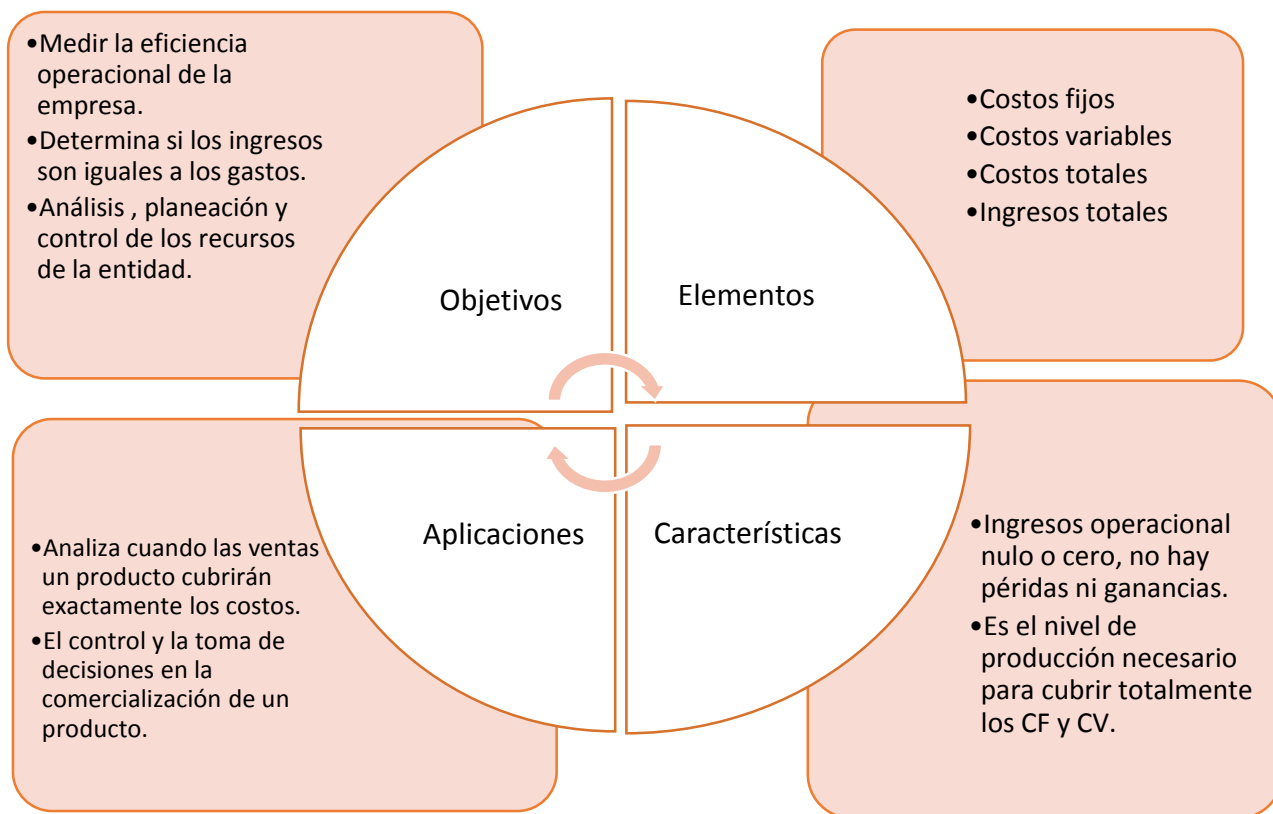 •Medir la eficiencia
operacional de la
empresa.
•Determina si los ingresos
son iguales a los gastos.
•Análisis , planeación y
control de los recursos
de la entidad.
Objetivos
•Costos fijos
•Costos variables
•Costos totales
•Ingresos totales
Elementos
•Analiza cuando las ventas
un producto cubrirán
exactamente los costos.
•El control y la toma de
decisiones en la
comercialización de un
producto.
Aplicaciones
Característícas
•Ingresos operacional
nulo o cero, no hay
péridas ni ganancias.
•Es el nivel de
producción necesario
para cubrir totalmente
los CF y CV.